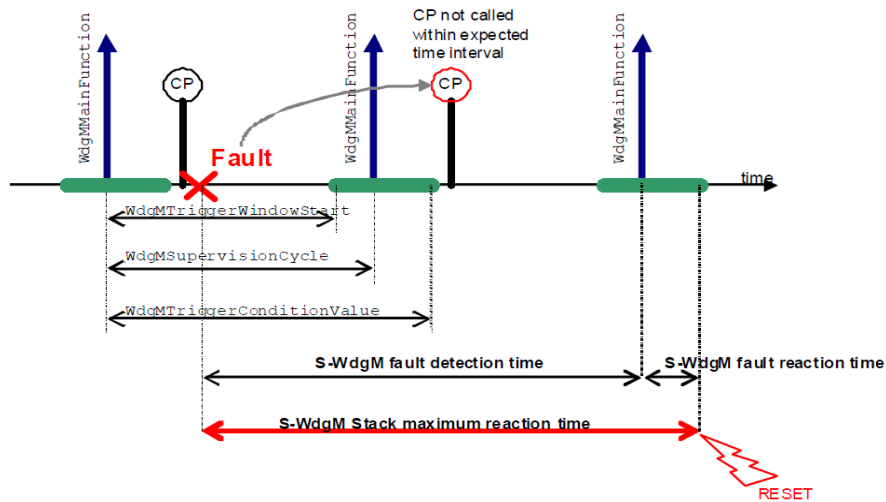 CP not called
within expected
time interval
WdgMMainFunction
CP
WdgMMainFunction
CP
WdgMMainFunction
Fault
time
WdgMTriggerWindowStart
WdgMSupervisionCycle
WdgMTriggerConditionValue
S-WdgM fault detection time
S-WdgM fault reaction time
S-WdgM Stack maximum reaction time
RESET